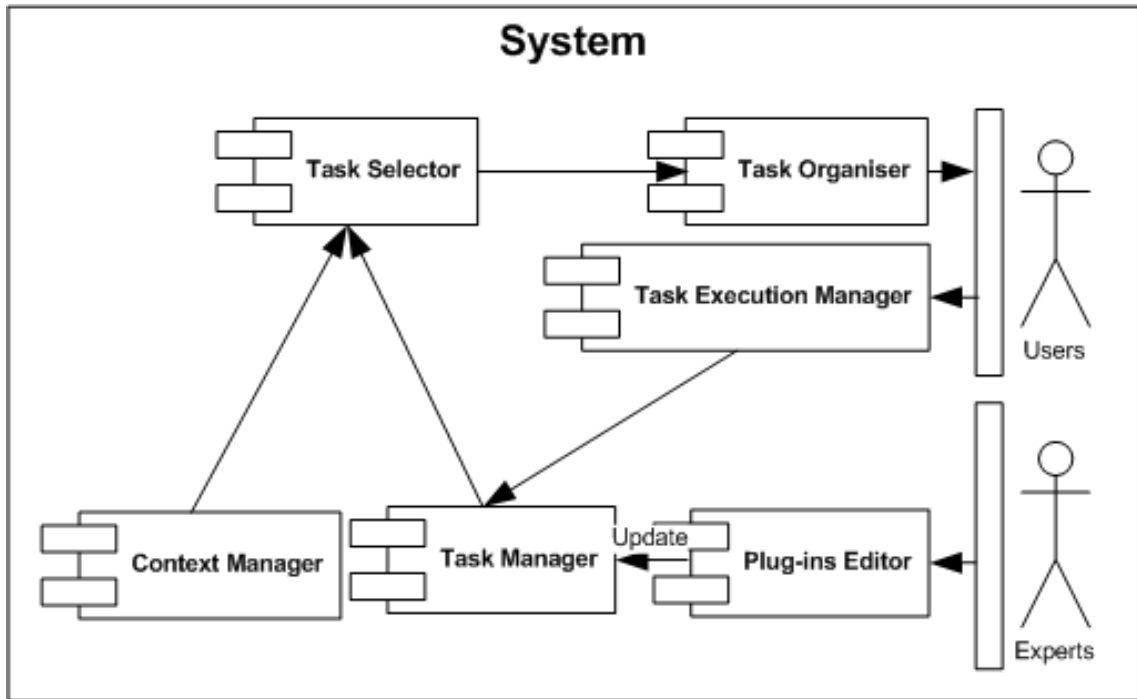 System
Task Selector
Task Organiser
Task Execution Manager
Users
Context Manager
Task Manager
Update
Plug-ins Editor
Experts